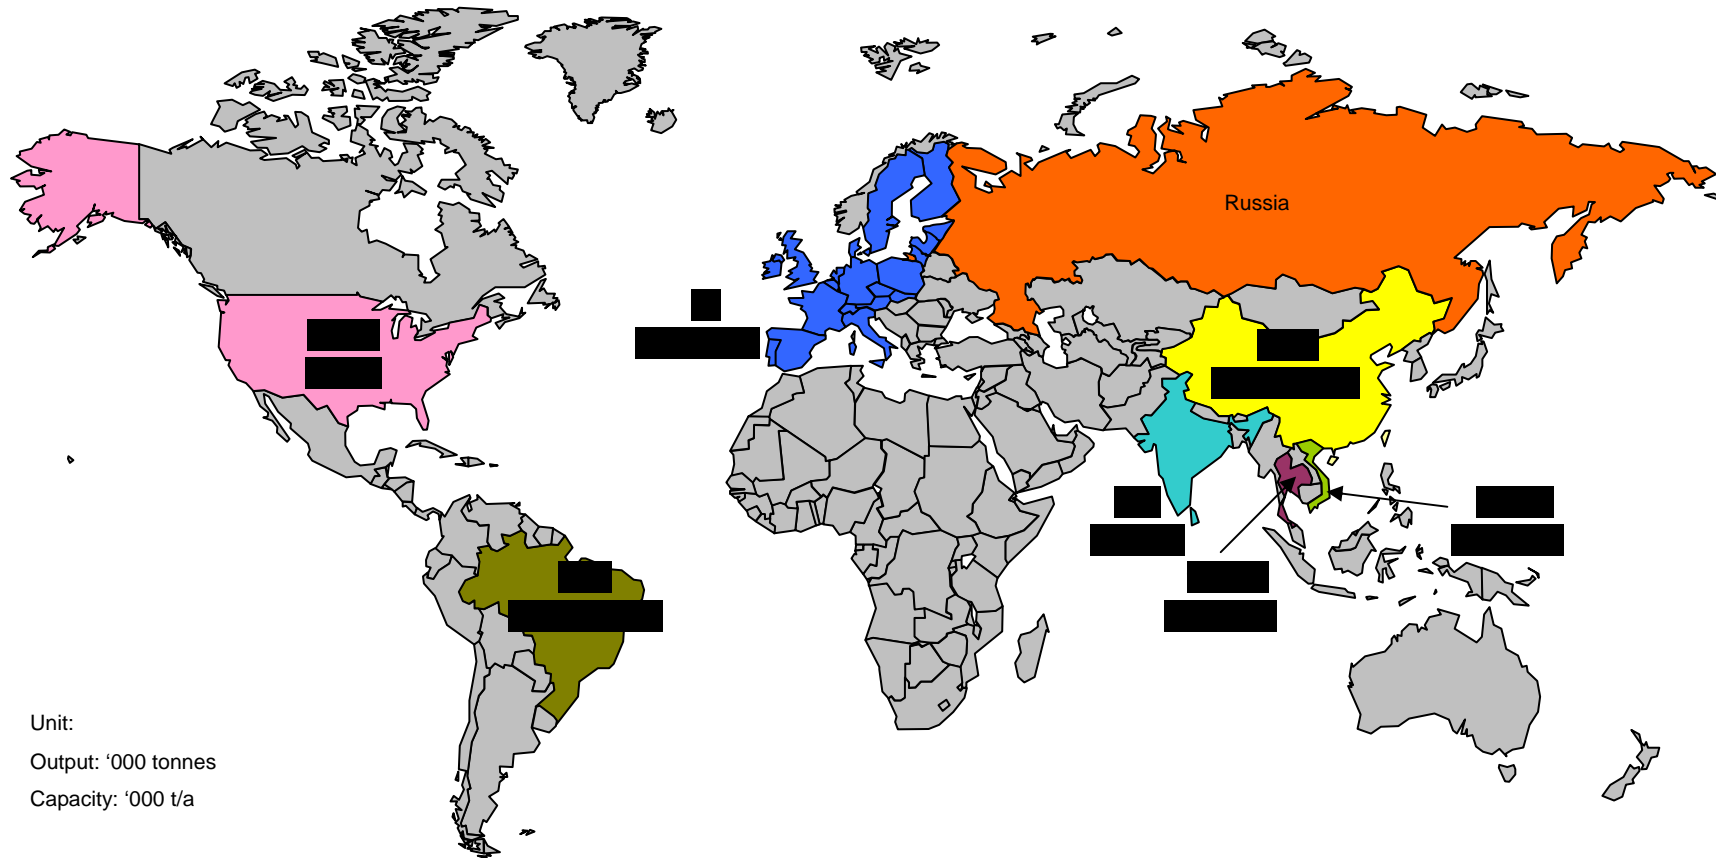 Russia
Unit:
Output: ‘000 tonnes
Capacity: ‘000 t/a